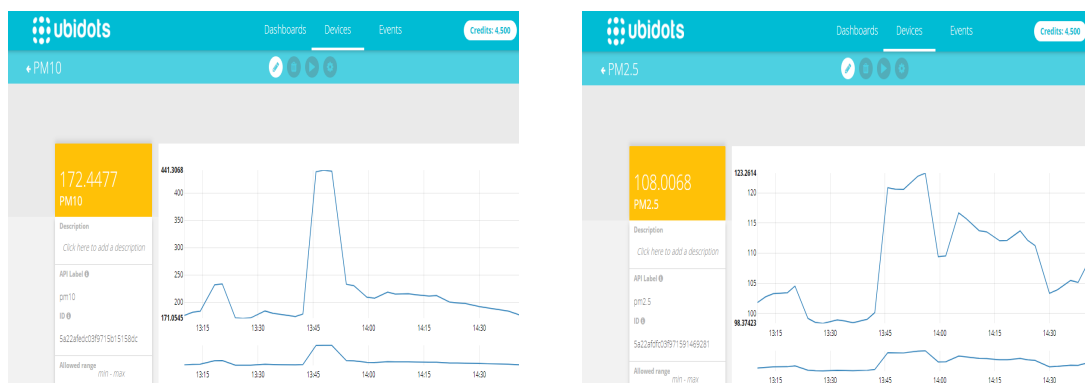 ubidots
Dashboards Devices Events
Credits: 4,500
PM10
172.4477
PM10
Description
Click here to add a description
API Label
pm10
ID
5a22afedc03f9715b15158dc
Allowed range
min - max
441.3068
400
350
300
250
200
171.0545
13:15 13:30 13:45 14:00 14:15 14:30
13:15 13:30 13:45 14:00 14:15 14:30
ubidots
Dashboards Devices Events
Credits: 4,500
PM2.5
108.0068
PM2.5
Description
Click here to add a description
API Label
pm2.5
ID
5a22afdfc03f971591469281
Allowed range
min - max
123.2614
120
115
110
105
100
98.37423
13:15 13:30 13:45 14:00 14:15 14:30
13:15 13:30 13:45 14:00 14:15 14:30